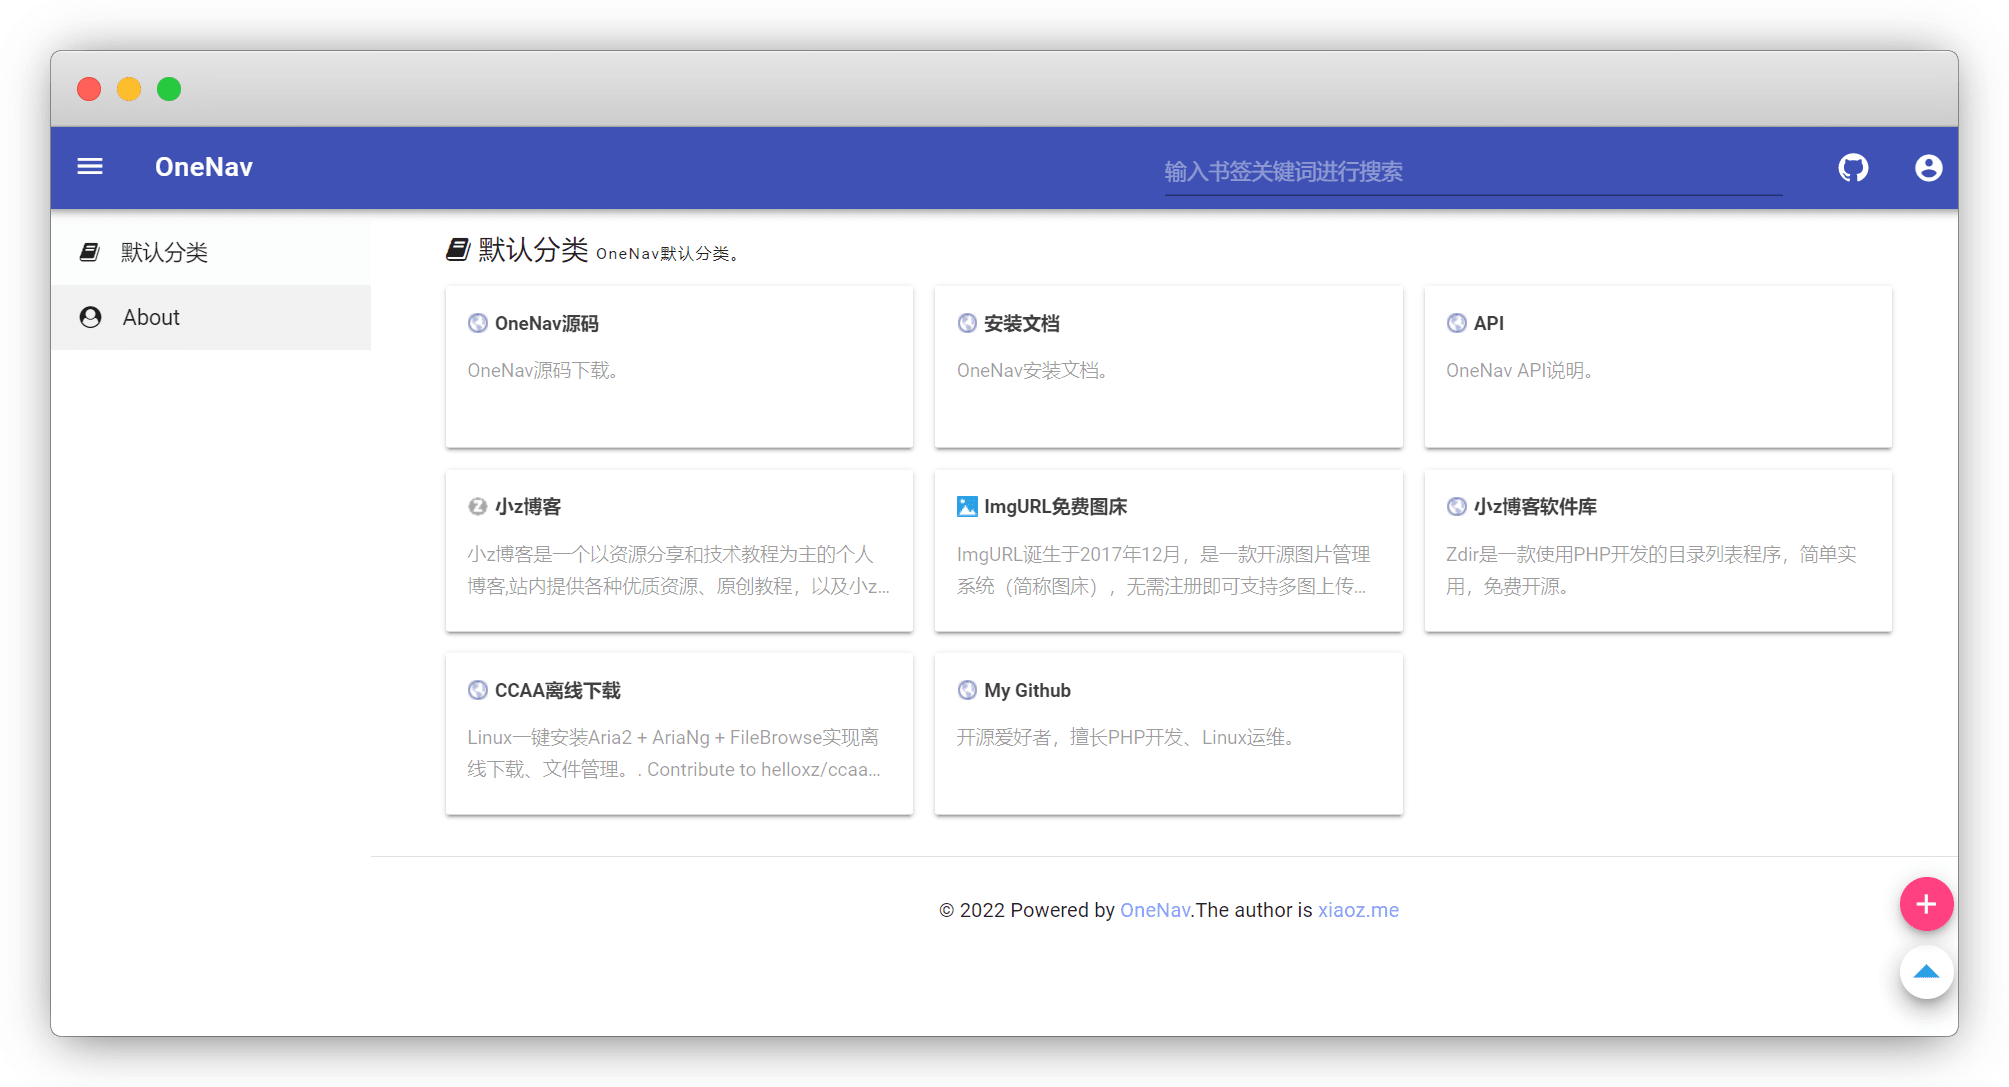 OneNav
输入书签关键词进行搜索
默认分类
About
默认分类 OneNav默认分类。
OneNav源码
OneNav源码下载。
安装文档
OneNav安装文档。
API
OneNav API说明。
小z博客
小z博客是一个以资源分享和技术教程为主的个人
博客,站内提供各种优质资源、原创教程，以及小z...
ImgURL免费图床
ImgURL诞生于2017年12月，是一款开源图片管理
系统（简称图床），无需注册即可支持多图上传...
小z博客软件库
Zdir是一款使用PHP开发的目录列表程序，简单实
用，免费开源。
CCAA离线下载
Linux一键安装Aria2 + AriaNg + FileBrowse实现离
线下载、文件管理。. Contribute to helloxz/ccaa...
My Github
开源爱好者，擅长PHP开发、Linux运维。
© 2022 Powered by OneNav.The author is xiaoz.me